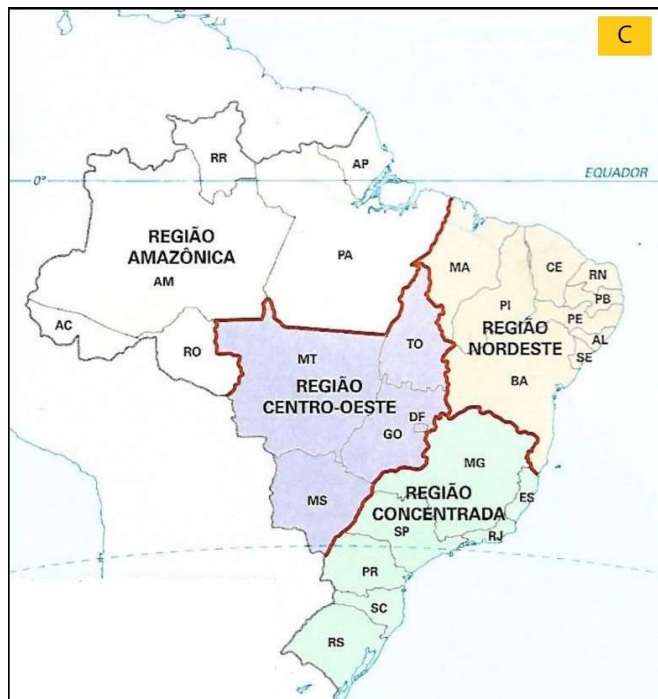 C
RR
AP
EQUADOR
0°
REGIÃO
AMAZÔNICA
AM
PA
MA
CE
RN
PB
PI
PE
AL
SE
REGIÃO
NORDESTE
BA
AC
RO
MT
TO
REGIÃO
CENTRO-OESTE
DF
GO
MS
MG
ES
REGIÃO
CONCENTRADA
SP
RJ
PR
SC
RS